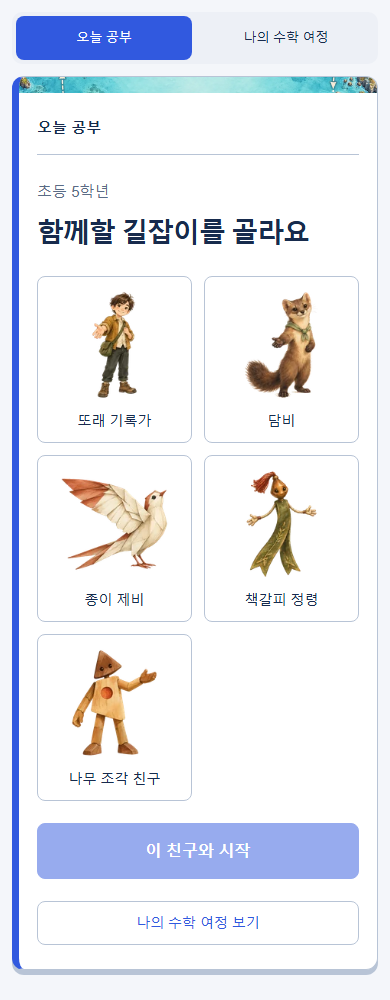 오늘 공부
나의 수학 여정
오늘 공부
초등 5학년
함께할 길잡이를 골라요
또래 기록가
담비
종이 제비
책갈피 정령
나무 조각 친구
이 친구와 시작
나의 수학 여정 보기